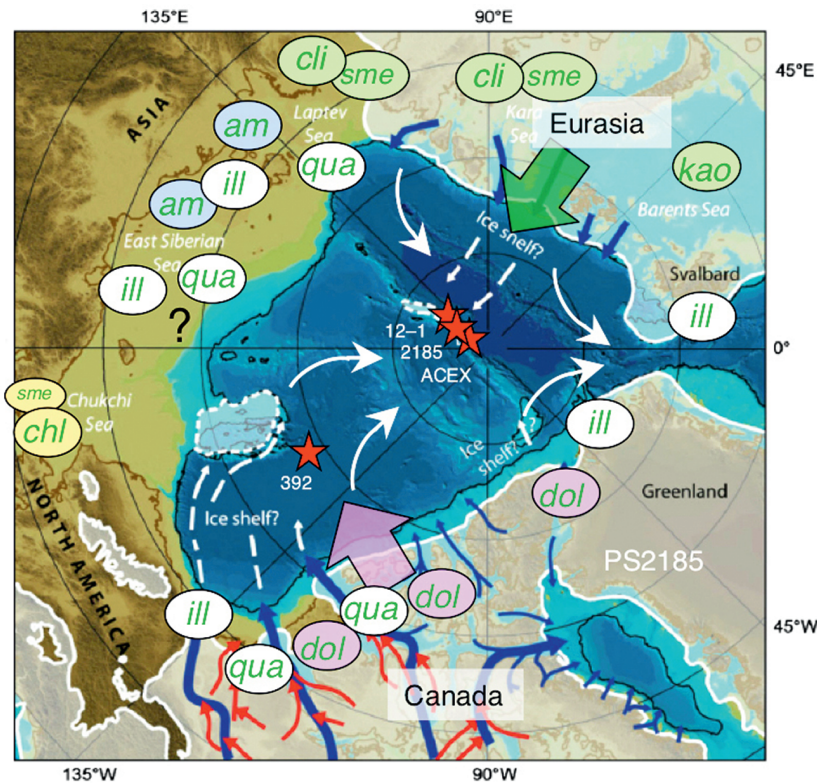 135°E
90°E
45°E
cli
sme
cli
sme
ASIA
Laptev
Sea
Kara
Sea
Eurasia
am
qua
kao
ill
am
Ice shelf?
Barents Sea
East Siberian
Sea
Svalbard
ill
qua
ill
?
12–1
2185
ACEX
0°
sme
Chukchi
Sea
chl
?
ill
392
Ice
shelf?
dol
Greenland
NORTH AMERICA
Ice shelf?
PS2185
ill
qua
dol
dol
qua
45°W
Canada
135°W
90°W